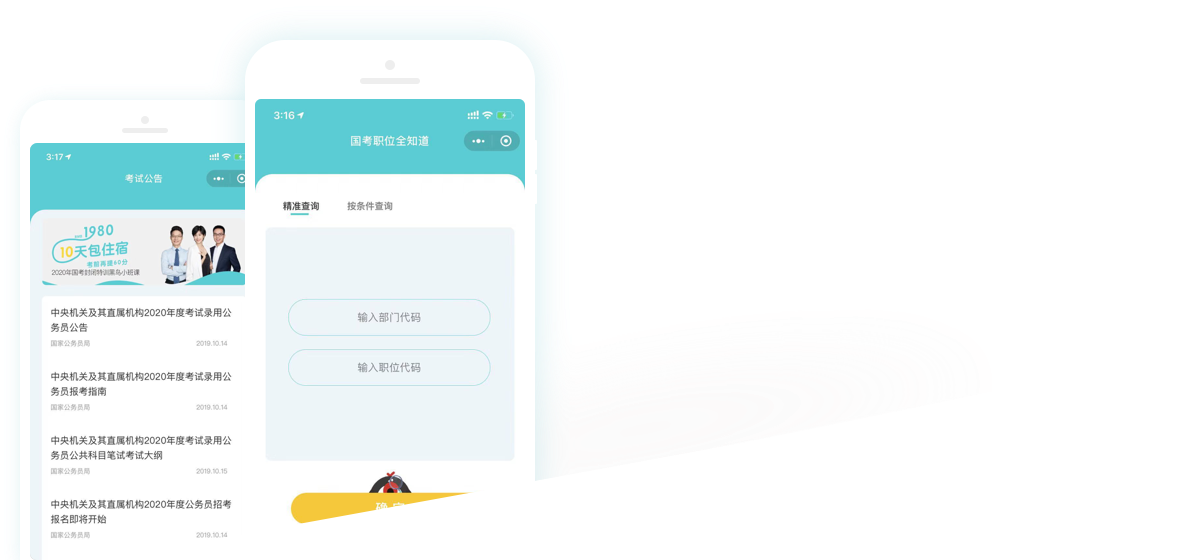 3:17
考试公告
1980
10天包住宿
考前再提60分
2020年国考封闭特训黑鸟小班课
中央机关及其直属机构2020年度考试录用公
务员公告
国家公务员局 2019.10.14
中央机关及其直属机构2020年度考试录用公
务员报考指南
国家公务员局 2019.10.14
中央机关及其直属机构2020年度考试录用公
务员公共科目笔试考试大纲
国家公务员局 2019.10.15
中央机关及其直属机构2020年度公务员招考
报名即将开始
国家公务员局 2019.10.14
3:16
国考职位全知道
精准查询 按条件查询
输入部门代码
输入职位代码